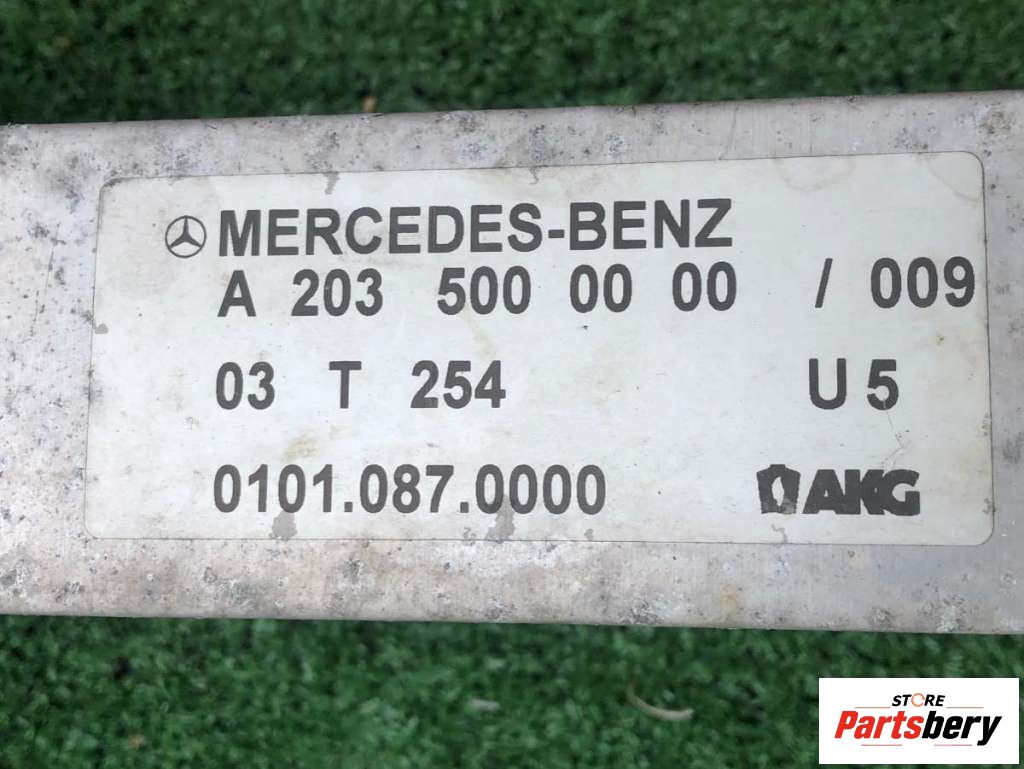 MERCEDES-BENZ
A 203 500 00 00 / 009
03 T 254 U 5
0101.087.0000 AKG
STORE
Partsbery